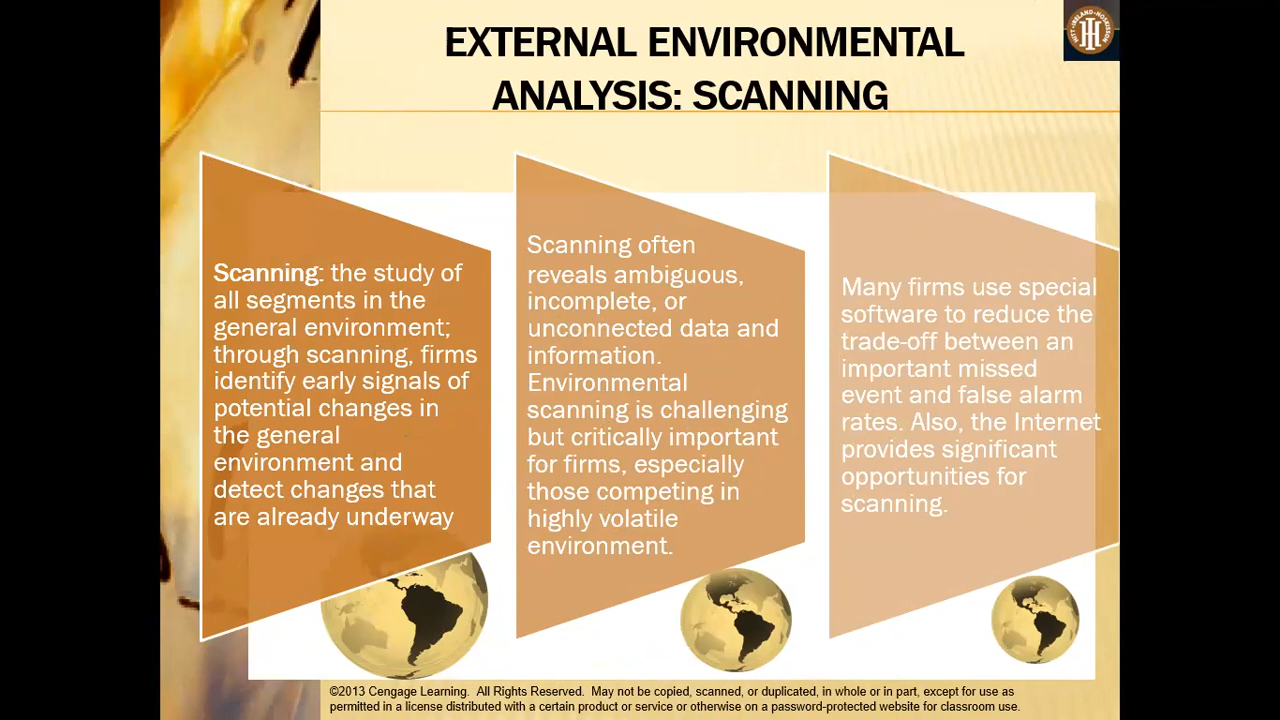 EXTERNAL ENVIRONMENTAL
ANALYSIS: SCANNING
HITT·IRELAND·HOSKISSON
Scanning: the study of
all segments in the
general environment;
through scanning, firms
identify early signals of
potential changes in
the general
environment and
detect changes that
are already underway
Scanning often
reveals ambiguous,
incomplete, or
unconnected data and
information.
Environmental
scanning is challenging
but critically important
for firms, especially
those competing in
highly volatile
environment.
Many firms use special
software to reduce the
trade-off between an
important missed
event and false alarm
rates. Also, the Internet
provides significant
opportunities for
scanning.
©2013 Cengage Learning. All Rights Reserved. May not be copied, scanned, or duplicated, in whole or in part, except for use as
permitted in a license distributed with a certain product or service or otherwise on a password-protected website for classroom use.